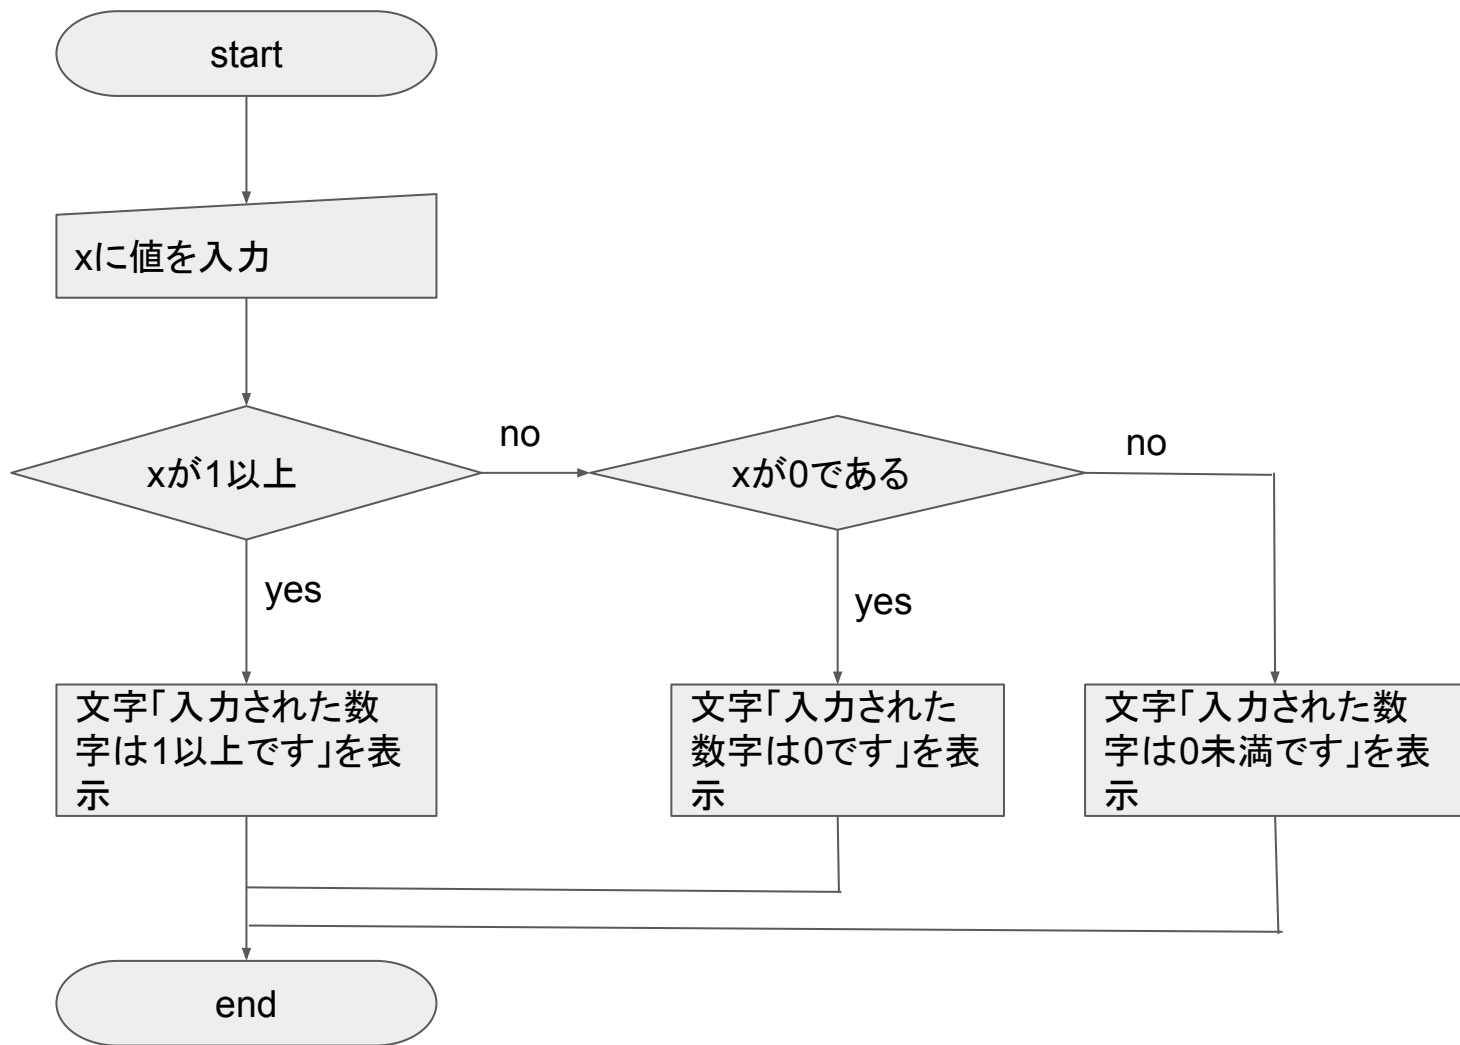 start
xに値を入力
xが1以上
no
xが0である
no
yes
yes
文字「入力された数
字は1以上です」を表
示
文字「入力された
数字は0です」を表
示
文字「入力された数
字は0未満です」を表
示
end